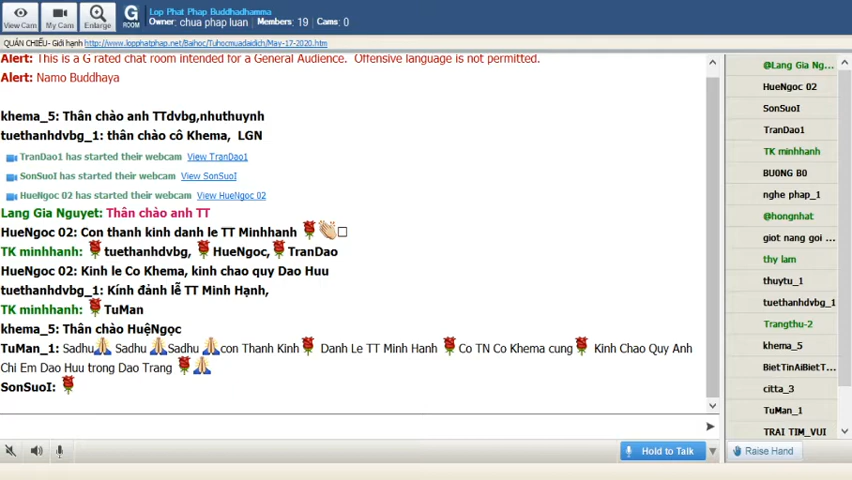 View Cam
My Cam
Enlarge
G
ROOM
Lop Phat Phap Buddhadhamma
Owner: chua phap luan Members: 19 Cams: 0
QUÁN CHIẾU- Giới hạnh http://www.lopphatphap.net/Baihoc/Tuhocmuadaidich/May-17-2020.htm
Alert: This is a G rated chat room intended for a General Audience. Offensive language is not permitted.
Alert: Namo Buddhaya
khema_5: Thân chào anh TTdvbg,nhuthuynh
tuethanhdvbg_1: thân chào cô Khema, LGN
TranDao1 has started their webcam View TranDao1
SonSuoI has started their webcam View SonSuoI
HueNgoc 02 has started their webcam View HueNgoc 02
Lang Gia Nguyet: Thân chào anh TT
HueNgoc 02: Con thanh kinh danh le TT Minhhanh
TK minhhanh: tuethanhdvbg, HueNgoc, TranDao
HueNgoc 02: Kinh le Co Khema, kinh chao quy Dao Huu
tuethanhdvbg_1: Kính đảnh lễ TT Minh Hạnh,
TK minhhanh: TuMan
khema_5: Thân chào HuệNgọc
TuMan_1: Sadhu Sadhu Sadhu con Thanh Kinh Danh Le TT Minh Hanh Co TN Co Khema cung Kinh Chao Quy Anh
Chi Em Dao Huu trong Dao Trang
SonSuoI:
Hold to Talk
@Lang Gia Ng...
HueNgoc 02
SonSuoI
TranDao1
TK minhhanh
BU0NG B0
nghe phap_1
@hongnhat
giot nang goi ...
thy lam
thuytu_1
tuethanhdvbg_1
Trangthu-2
khema_5
BietTinAiBietT...
citta_3
TuMan_1
TRAI TIM_VUI
Raise Hand